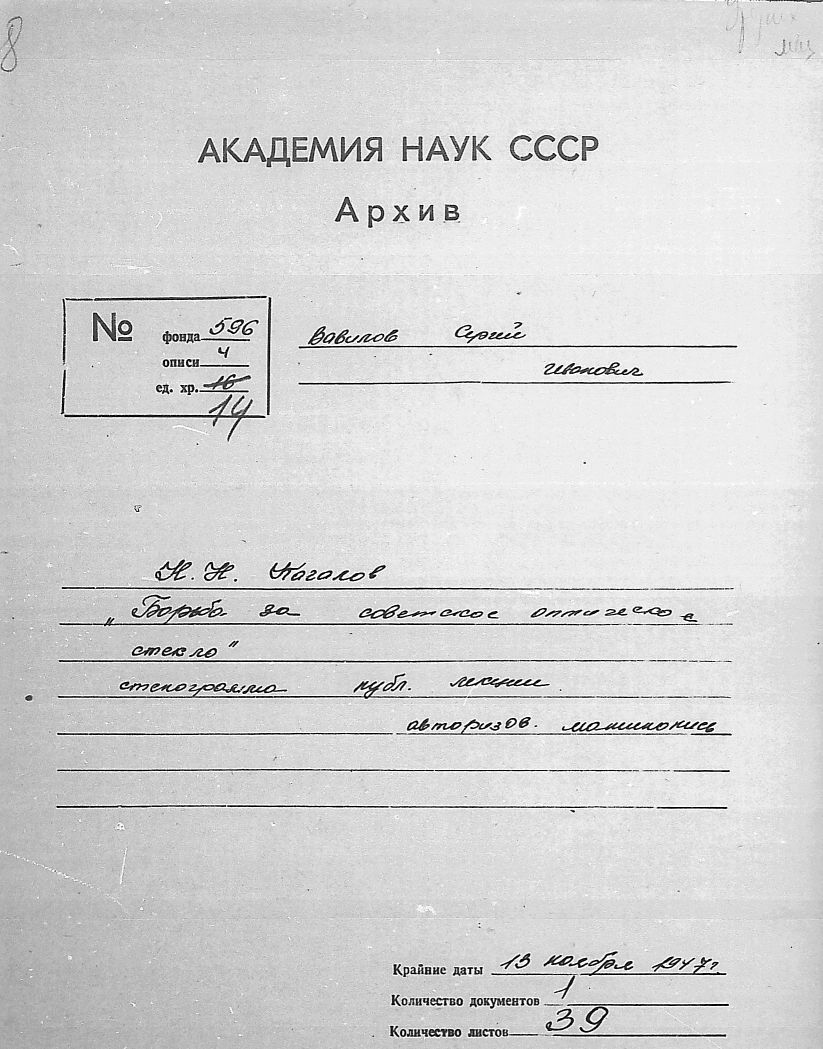 8
АКАДЕМИЯ НАУК СССР
Архив
№
фонда 596
описи 4
ед. хр. 16
14
Вавилов Сергей
Иванович
Н. Н. Качалов
„Борьба за советское оптическое
стекло"
стенограмма публ. лекции
авторизов. машинопись
Крайние даты 13 ноября 1947 г.
Количество документов 1
Количество листов 39